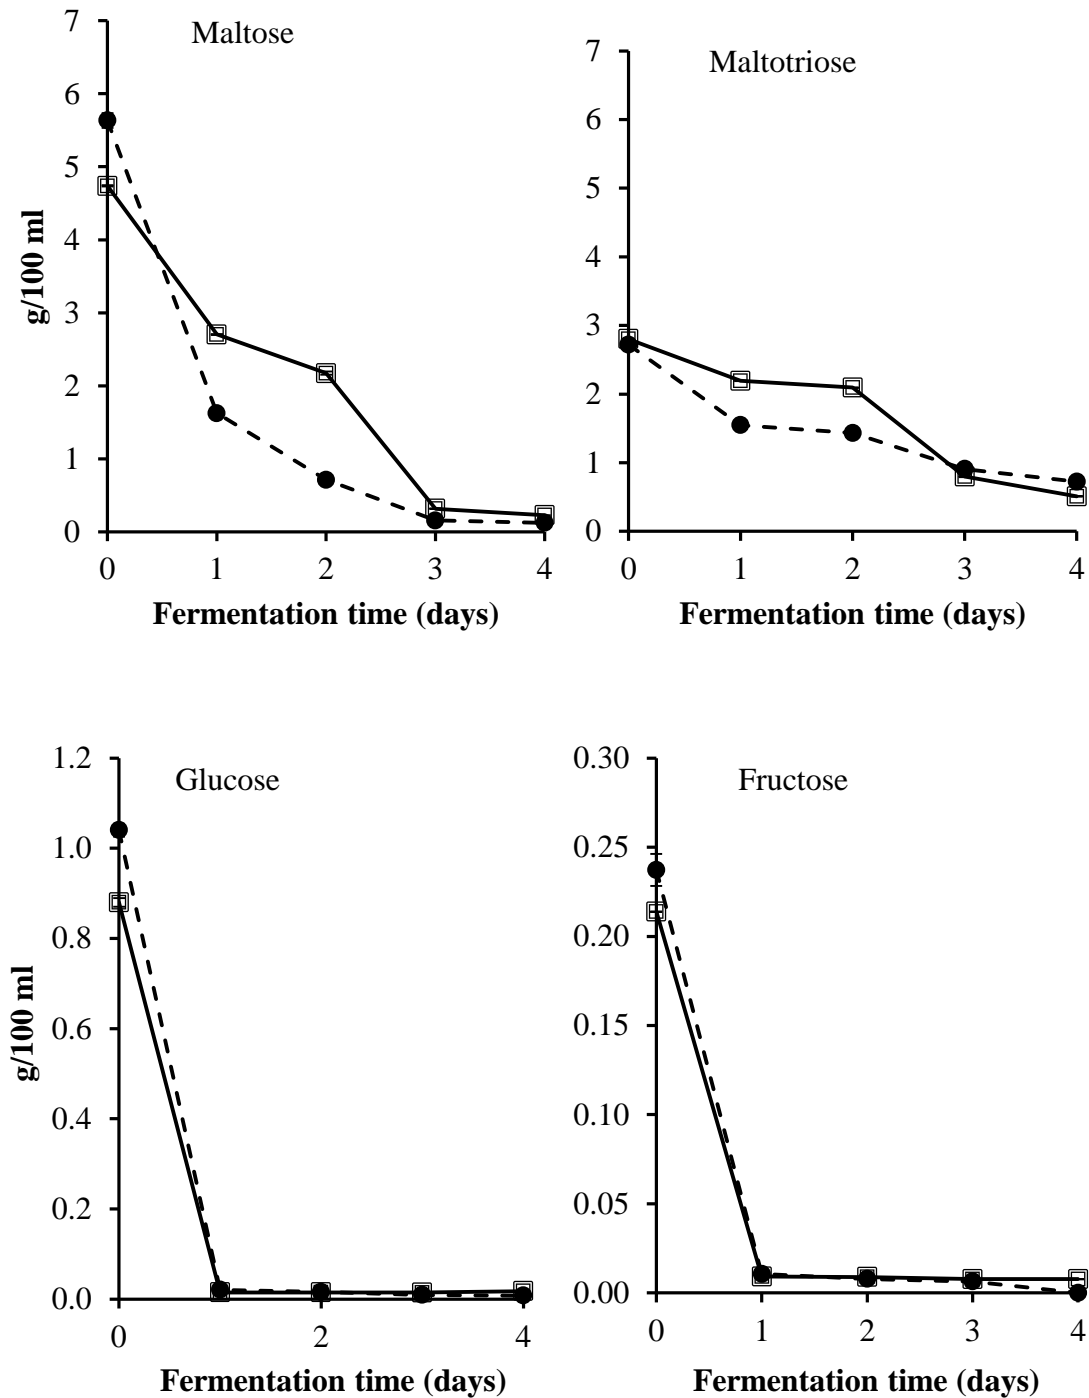 Maltose
7
6
5
4
3
2
1
0
g/100 ml
0 1 2 3 4
Fermentation time (days)
Maltotriose
7
6
5
4
3
2
1
0
0 1 2 3 4
Fermentation time (days)
Glucose
1.2
1.0
0.8
0.6
0.4
0.2
0.0
g/100 ml
0 2 4
Fermentation time (days)
Fructose
0.30
0.25
0.20
0.15
0.10
0.05
0.00
0 1 2 3 4
Fermentation time (days)